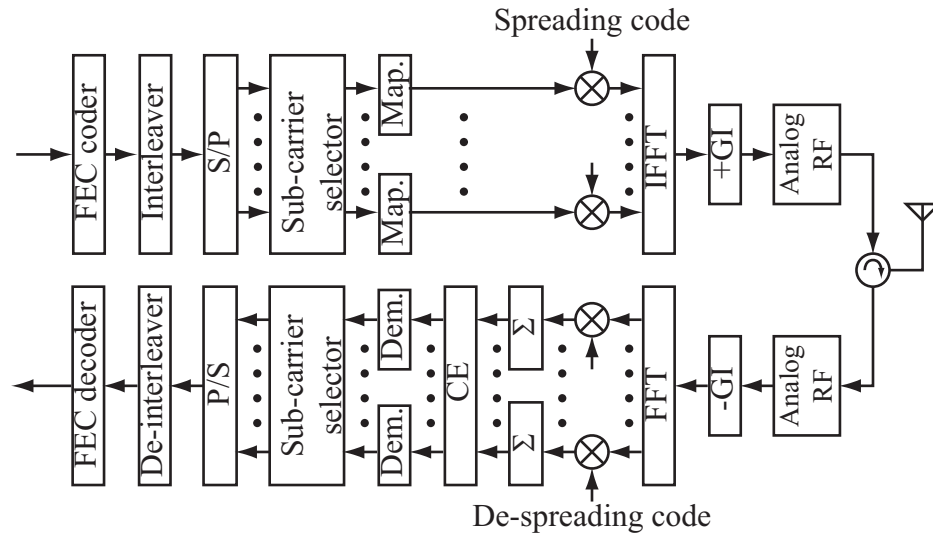 Spreading code
FEC coder
Interleaver
S/P
Sub-carrier
selector
Map.
Map.
IFFT
+GI
Analog
RF
FEC decoder
De-interleaver
P/S
Sub-carrier
selector
Dem.
Dem.
CE
Σ
Σ
FFT
-GI
Analog
RF
De-spreading code